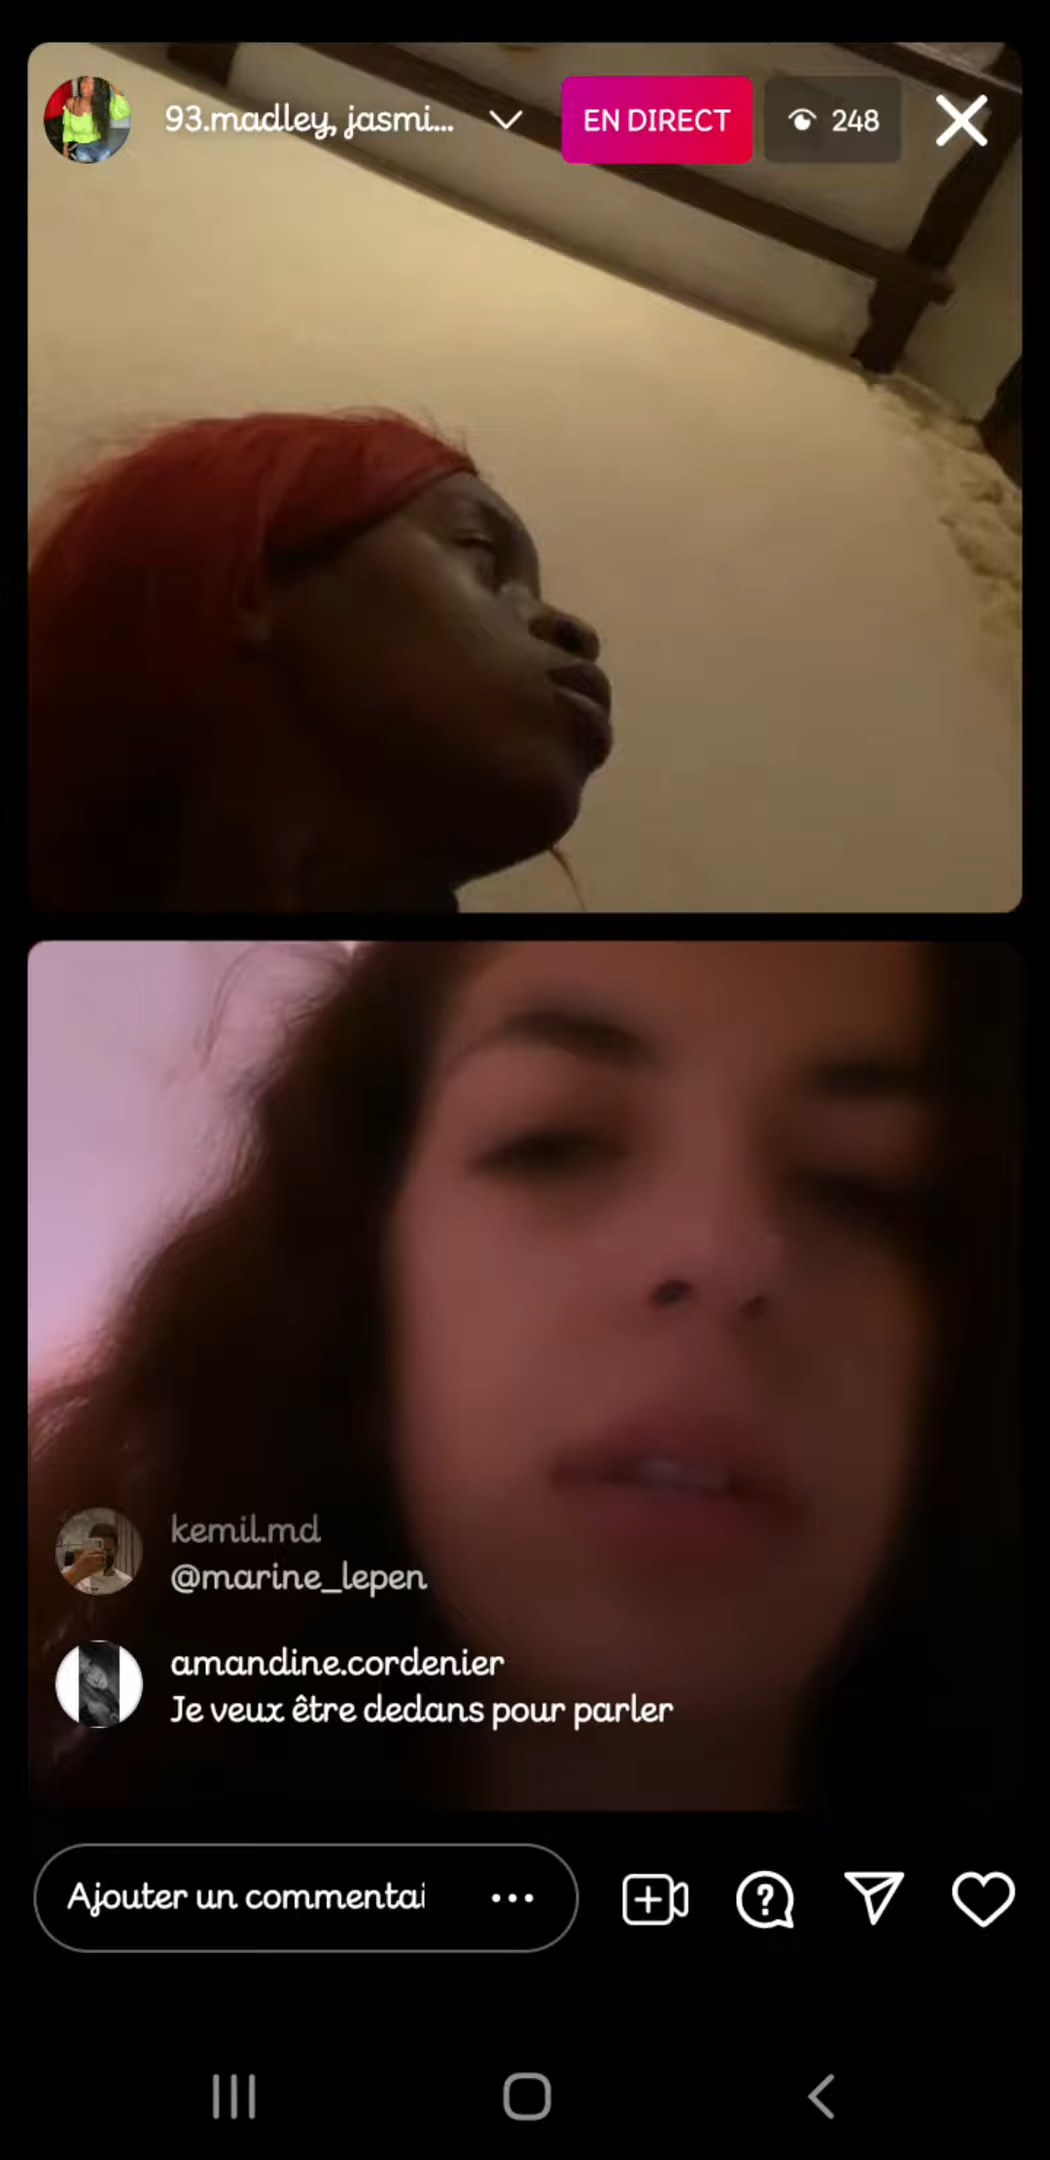 93.madley, jasmi...
EN DIRECT
248
kemil.md
@marine_lepen
amandine.cordenier
Je veux être dedans pour parler
Ajouter un commentai